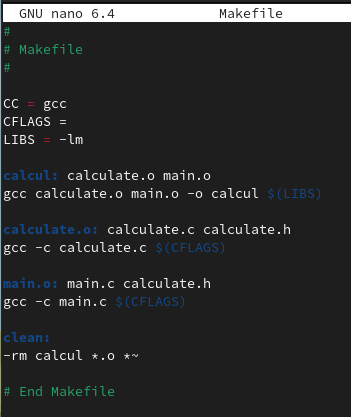 GNU nano 6.4 Makefile
#
# Makefile
#
CC = gcc
CFLAGS =
LIBS = -lm
calcul: calculate.o main.o
gcc calculate.o main.o -o calcul $(LIBS)
calculate.o: calculate.c calculate.h
gcc -c calculate.c $(CFLAGS)
main.o: main.c calculate.h
gcc -c main.c $(CFLAGS)
clean:
-rm calcul *.o *~
# End Makefile